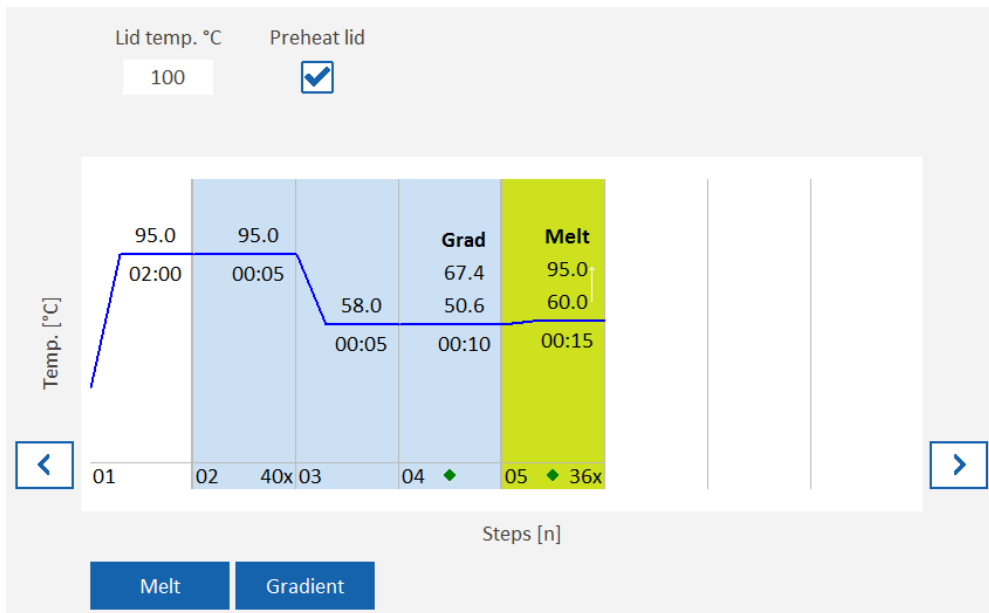 Lid temp. °C Preheat lid
100
95.0 95.0 Grad Melt
02:00 00:05 67.4 95.0
58.0 50.6 60.0
00:05 00:10 00:15
Temp. [°C]
01 02 40x 03 04 05 36x
Steps [n]
Melt Gradient